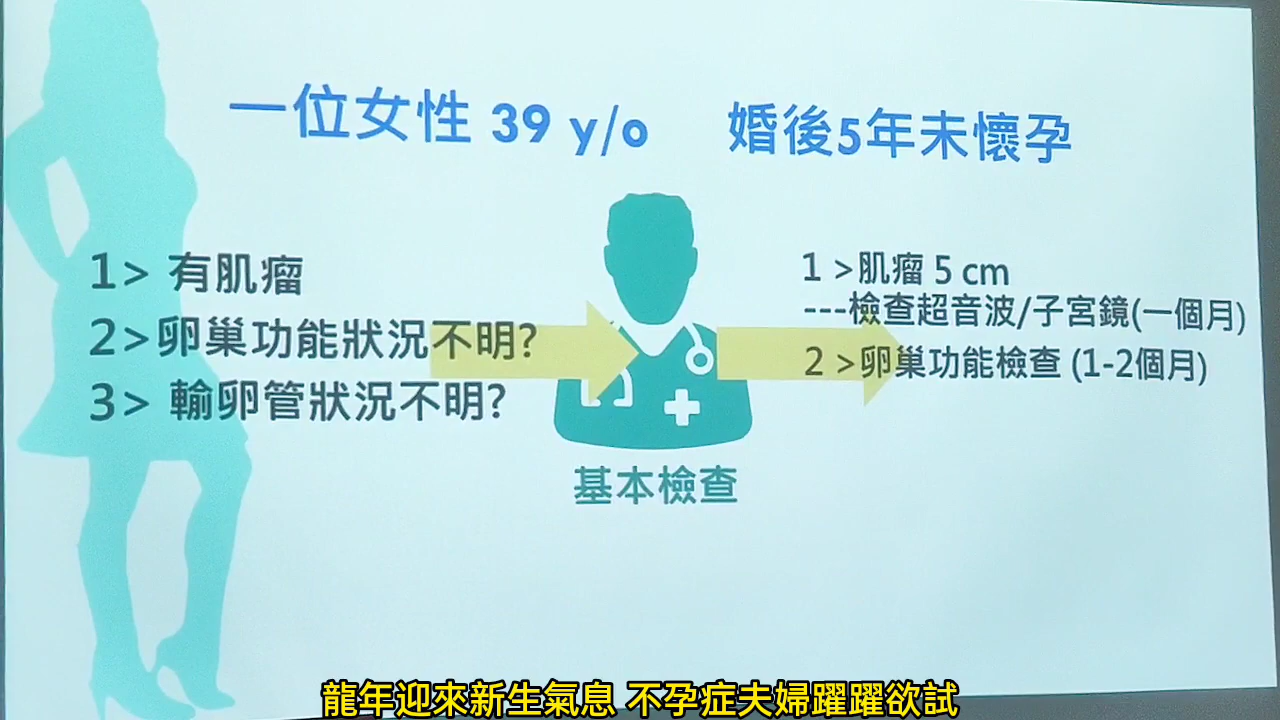 一位女性 39 y/o 婚後5年未懷孕
1> 有肌瘤
2>卵巢功能狀況不明?
3> 輸卵管狀況不明?
基本檢查
1 >肌瘤 5 cm
---檢查超音波/子宮鏡(一個月)
2 >卵巢功能檢查 (1-2個月)
龍年迎來新生氣息 不孕症夫婦躍躍欲試